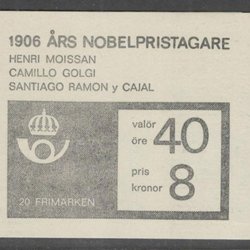 1906 ÅRS NOBELPRISTAGARE
HENRI MOISSAN
CAMILLO GOLGI
SANTIAGO RAMON y CAJAL
valör
öre
40
pris
kronor
8
20 FRIMÄRKEN